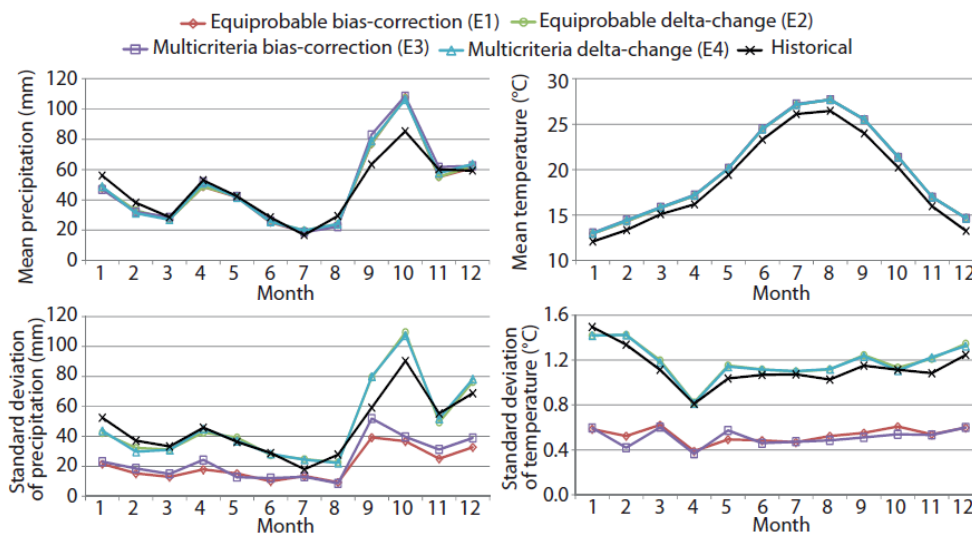 Equiprobable bias-correction (E1) Equiprobable delta-change (E2)
Multicriteria bias-correction (E3) Multicriteria delta-change (E4) Historical
Mean precipitation (mm)
120
100
80
60
40
20
0
1 2 3 4 5 6 7 8 9 10 11 12
Month
Mean temperature (°C)
30
25
20
15
10
1 2 3 4 5 6 7 8 9 10 11 12
Month
Standard deviation
of precipitation (mm)
120
100
80
60
40
20
0
1 2 3 4 5 6 7 8 9 10 11 12
Month
Standard deviation
of temperature (°C)
1.6
1.2
0.8
0.4
0.0
1 2 3 4 5 6 7 8 9 10 11 12
Month